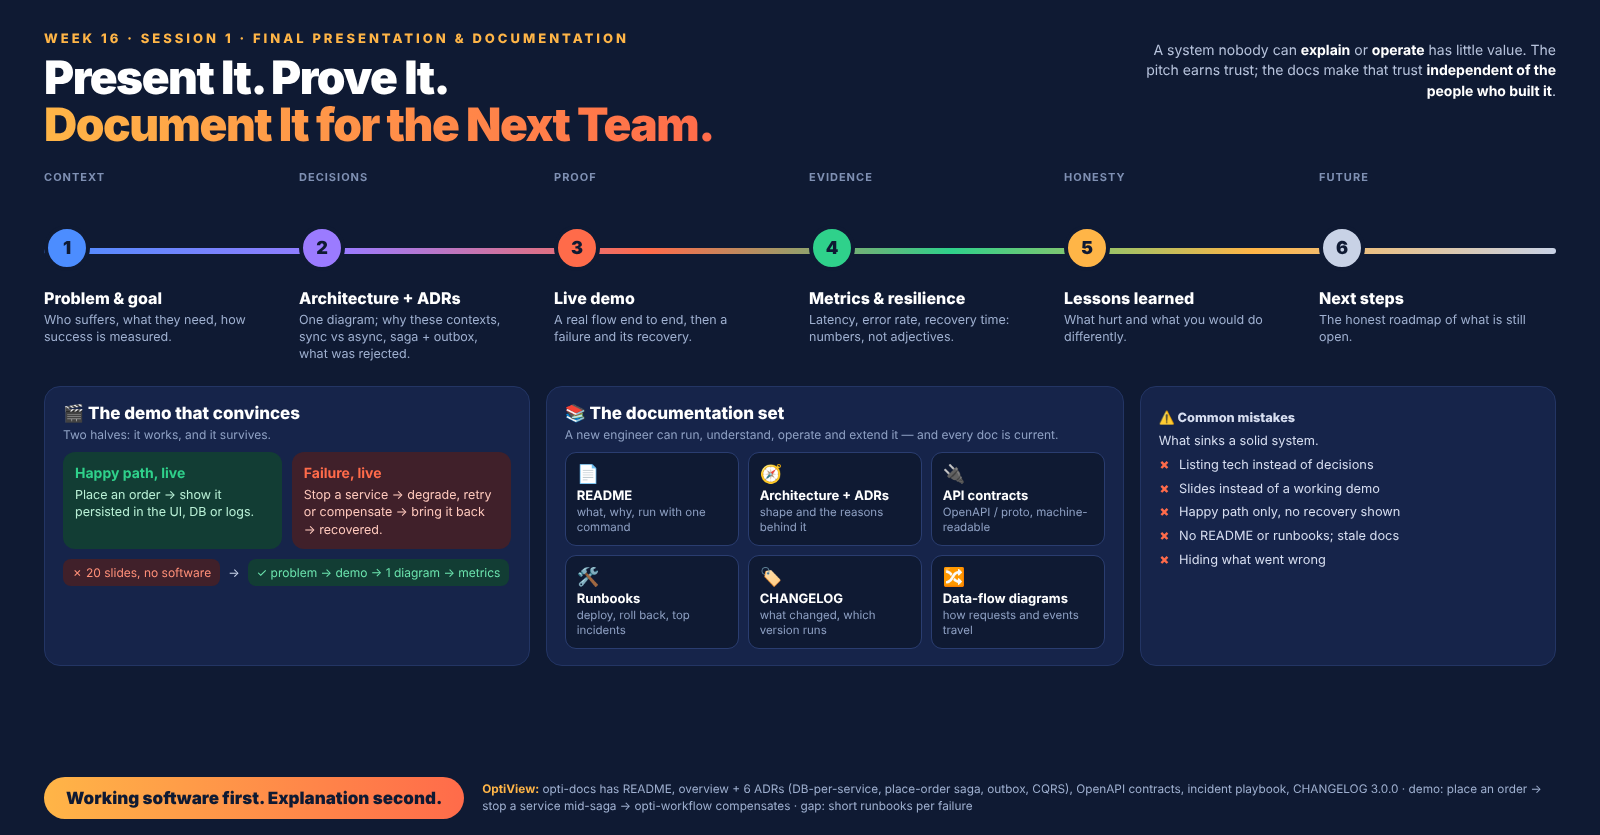 WEEK 16 · SESSION 1 · FINAL PRESENTATION & DOCUMENTATION
Present It. Prove It.
Document It for the Next Team.
A system nobody can explain or operate has little value. The
pitch earns trust; the docs make that trust independent of the
people who built it.
CONTEXT
DECISIONS
PROOF
EVIDENCE
HONESTY
FUTURE
1
2
3
4
5
6
Problem & goal
Who suffers, what they need, how
success is measured.
Architecture + ADRs
One diagram; why these contexts,
sync vs async, saga + outbox,
what was rejected.
Live demo
A real flow end to end, then a
failure and its recovery.
Metrics & resilience
Latency, error rate, recovery time:
numbers, not adjectives.
Lessons learned
What hurt and what you would do
differently.
Next steps
The honest roadmap of what is still
open.
🎬 The demo that convinces
Two halves: it works, and it survives.
Happy path, live
Place an order → show it
persisted in the UI, DB or logs.
Failure, live
Stop a service → degrade, retry
or compensate → bring it back
→ recovered.
× 20 slides, no software → ✓ problem → demo → 1 diagram → metrics
📚 The documentation set
A new engineer can run, understand, operate and extend it — and every doc is current.
📄
README
what, why, run with one
command
🧭
Architecture + ADRs
shape and the reasons
behind it
🔌
API contracts
OpenAPI / proto, machine-
readable
🛠️
Runbooks
deploy, roll back, top
incidents
🏷️
CHANGELOG
what changed, which
version runs
🔀
Data-flow diagrams
how requests and events
travel
⚠️ Common mistakes
What sinks a solid system.
✖ Listing tech instead of decisions
✖ Slides instead of a working demo
✖ Happy path only, no recovery shown
✖ No README or runbooks; stale docs
✖ Hiding what went wrong
Working software first. Explanation second.
OptiView: opti-docs has README, overview + 6 ADRs (DB-per-service, place-order saga, outbox, CQRS), OpenAPI contracts, incident playbook, CHANGELOG 3.0.0 · demo: place an order →
stop a service mid-saga → opti-workflow compensates · gap: short runbooks per failure